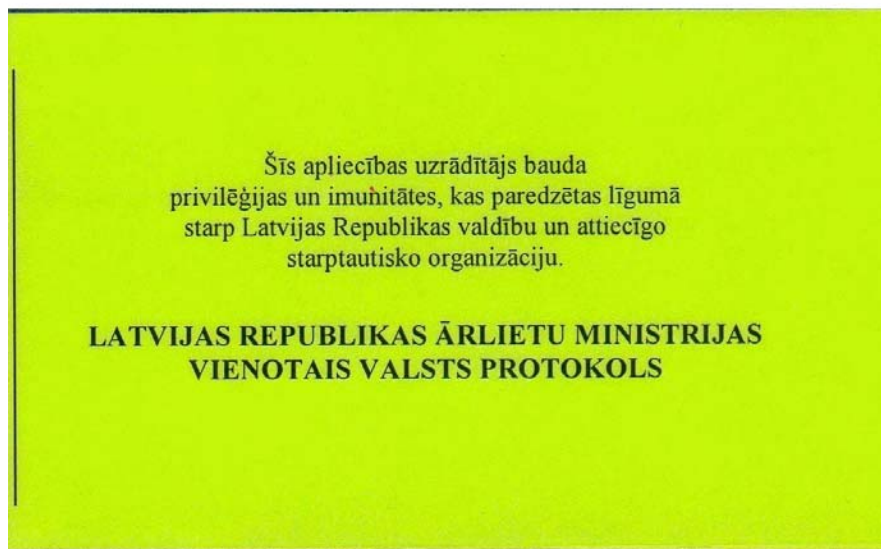 Šīs apliecības uzrādītājs bauda
privilēģijas un imunitātes, kas paredzētas līgumā
starp Latvijas Republikas valdību un attiecīgo
starptautisko organizāciju.
LATVIJAS REPUBLIKAS ĀRLIETU MINISTRIJAS
VIENOTAIS VALSTS PROTOKOLS